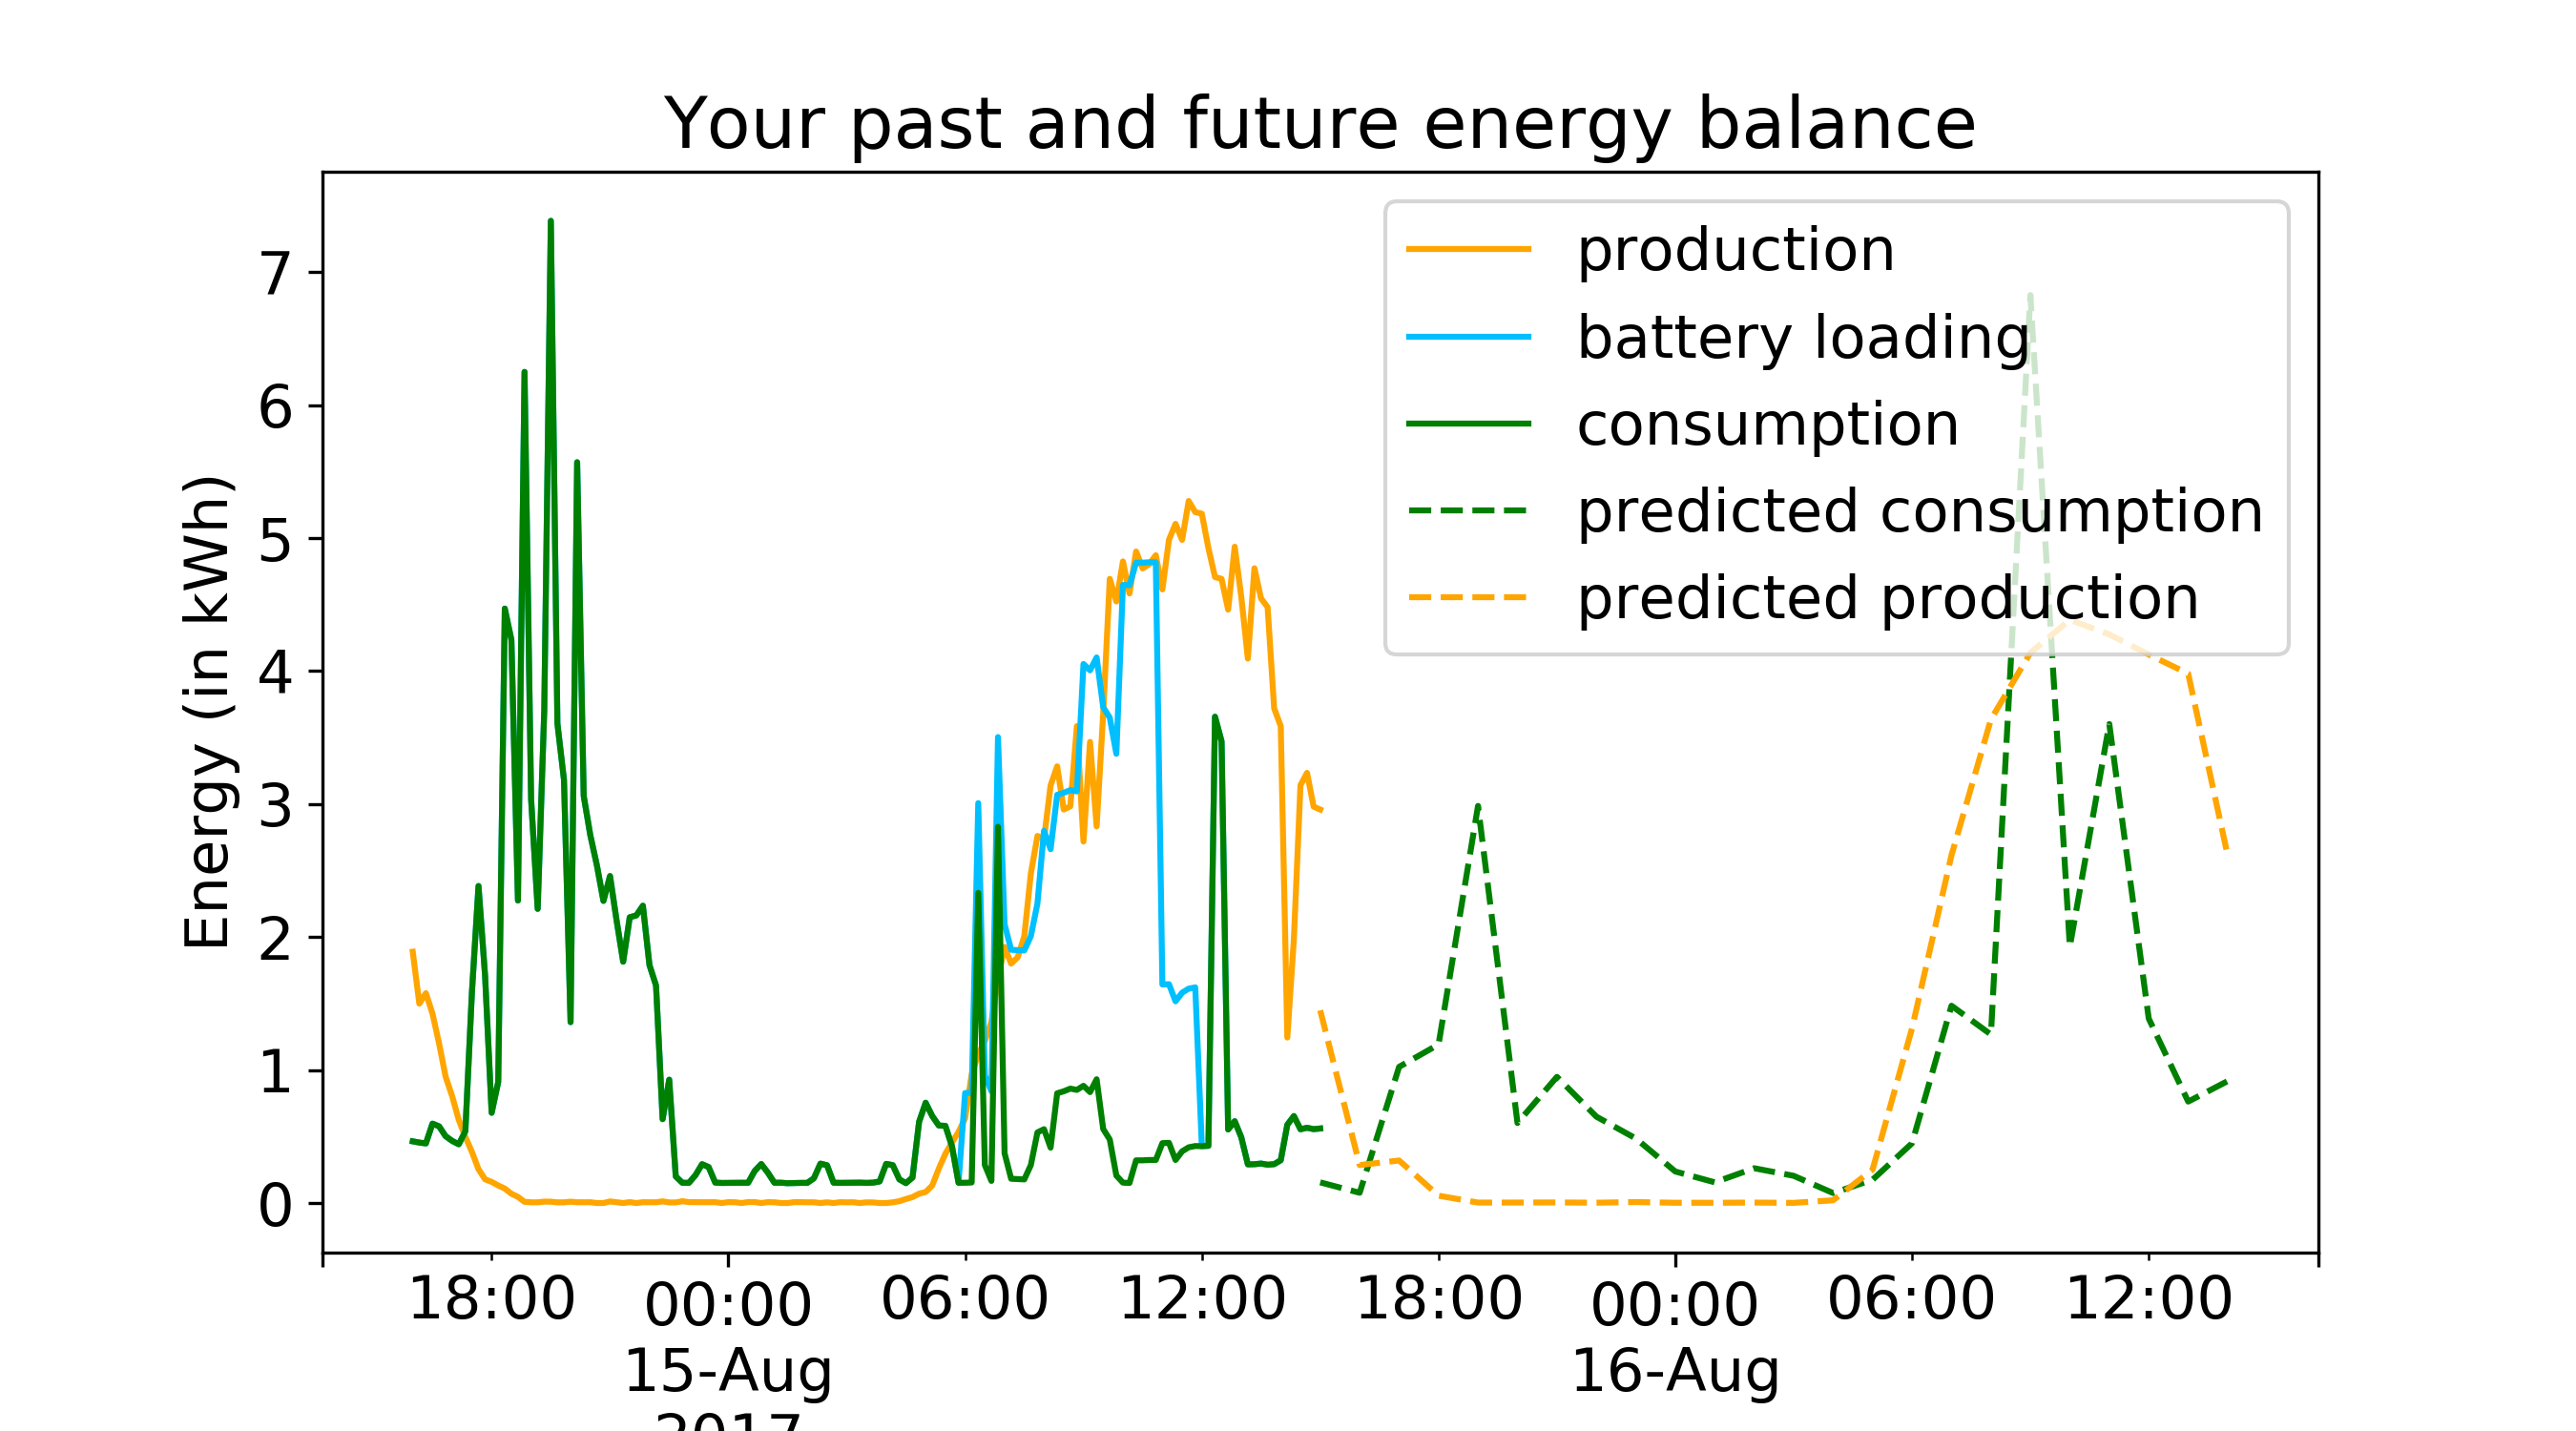 Your past and future energy balance
Energy (in kWh)
7
6
5
4
3
2
1
0
production
battery loading
consumption
predicted consumption
predicted production
18:00 00:00 06:00 12:00 18:00 00:00 06:00 12:00
15-Aug 16-Aug
2017